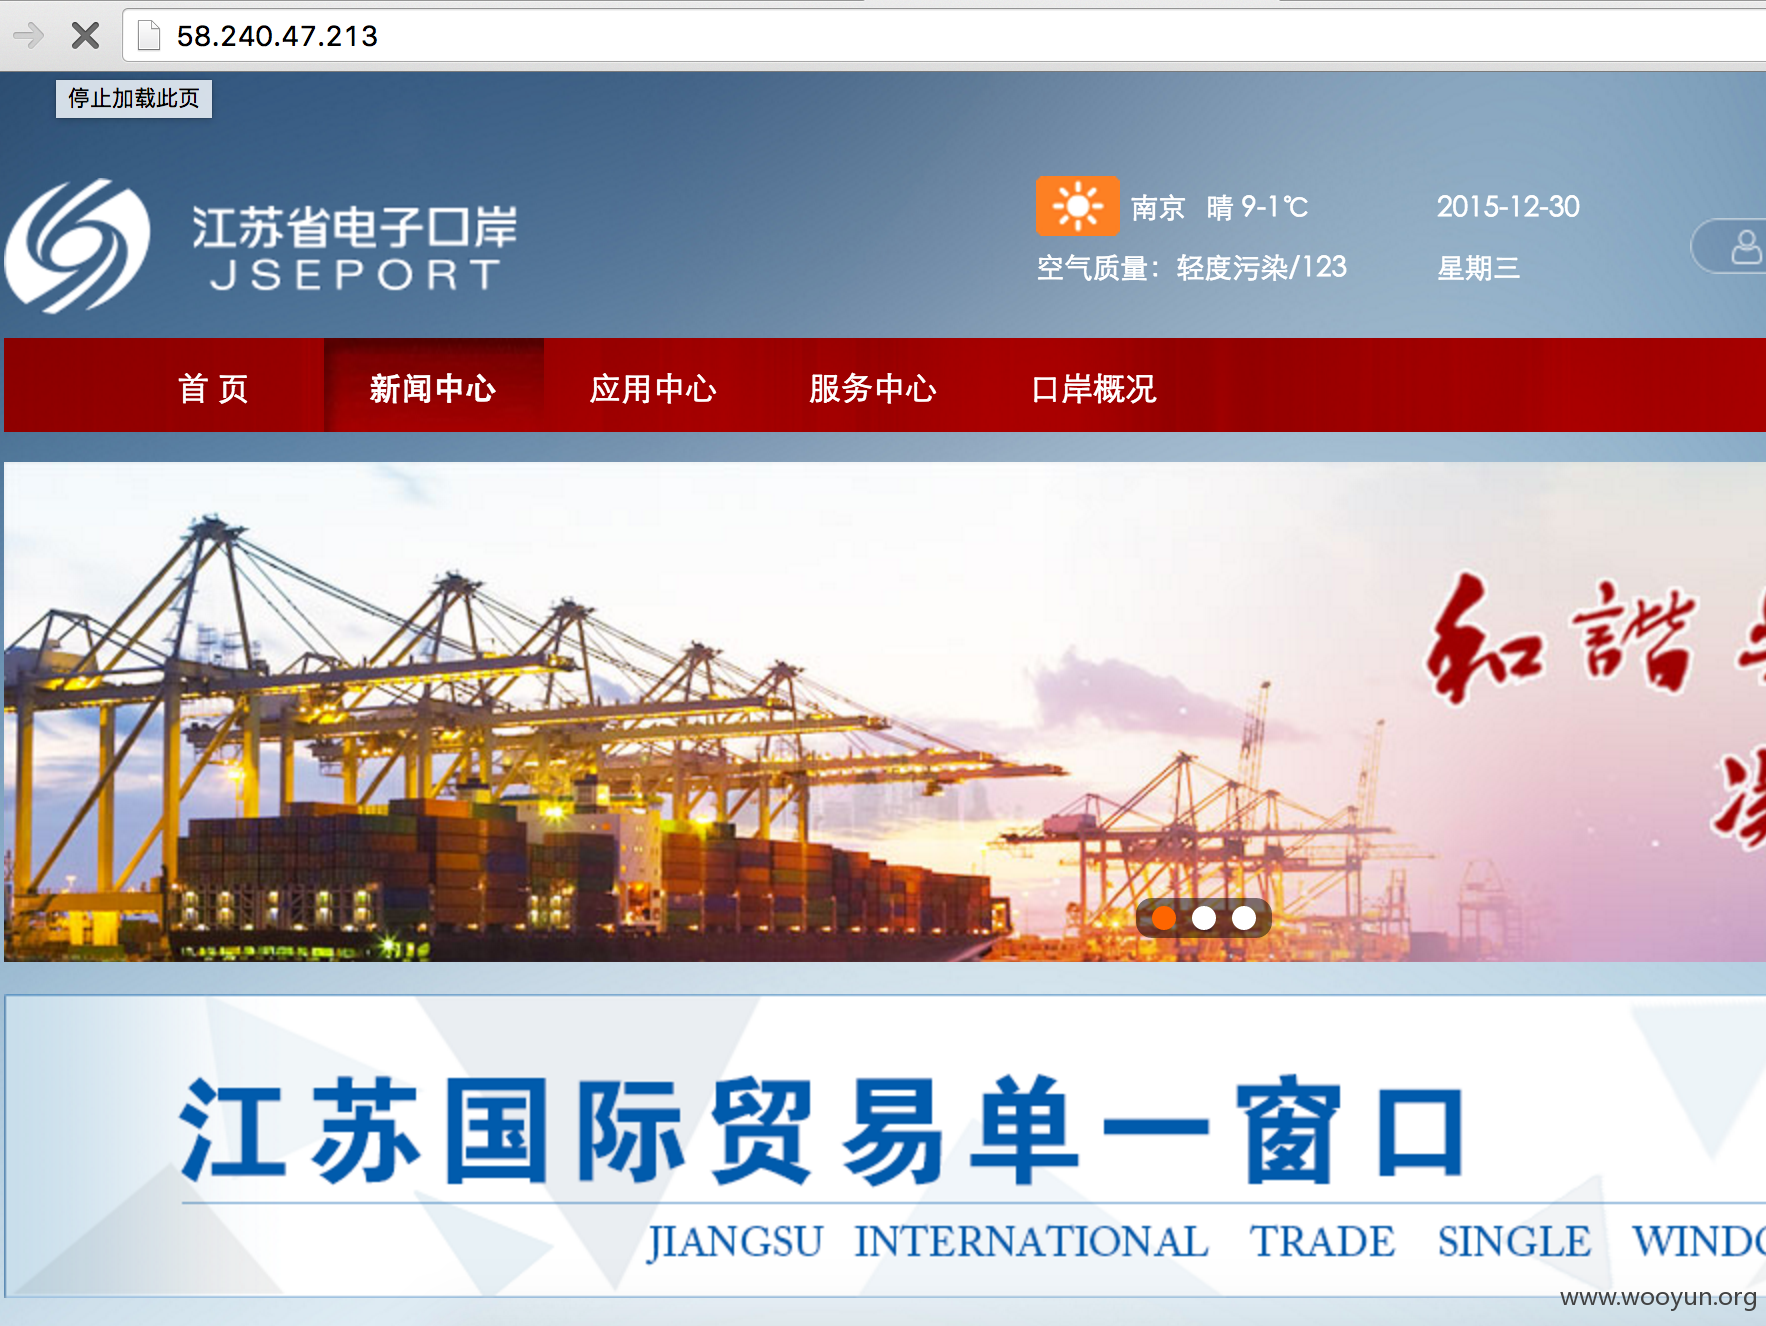 58.240.47.213
停止加载此页
江苏省电子口岸
JSEPORT
南京 晴 9-1℃
2015-12-30
空气质量：轻度污染/123
星期三
首 页
新闻中心
应用中心
服务中心
口岸概况
和諧
江苏国际贸易单一窗口
JIANGSU INTERNATIONAL TRADE SINGLE
www.wooyun.org